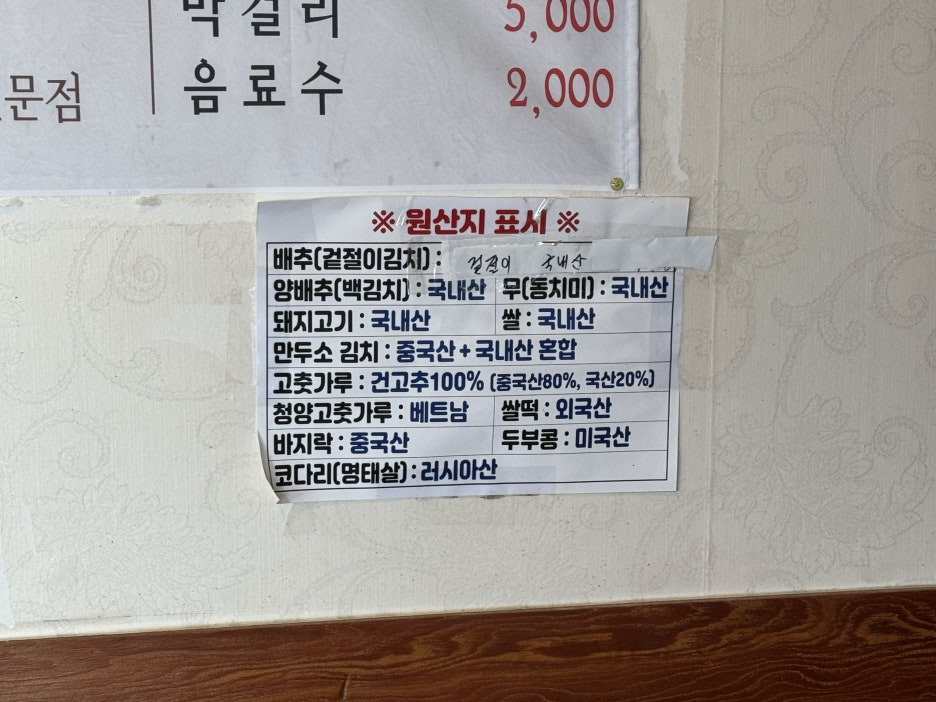 막걸리 5,000
음료수 2,000
문점
※ 원산지 표시 ※
배추(겉절이김치) : 겉절이 국내산
양배추(백김치) : 국내산 무(동치미) : 국내산
돼지고기 : 국내산 쌀 : 국내산
만두소 김치 : 중국산 + 국내산 혼합
고춧가루 : 건고추100% (중국산80%, 국산20%)
청양고춧가루 : 베트남 쌀떡 : 외국산
바지락 : 중국산 두부콩 : 미국산
코다리(명태살) : 러시아산